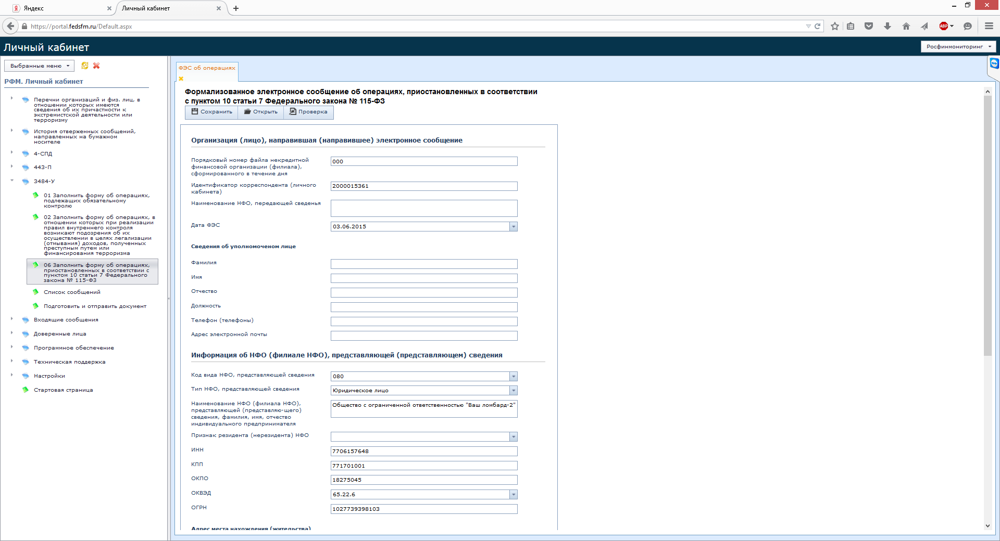 Яндекс
Личный кабинет
https://portal.fedsfm.ru/Default.aspx
ABP
Личный кабинет
Росфинмониторинг
Выбранные меню
РФМ. Личный кабинет
Перечни организаций и физ. лиц, в
отношении которых имеются
сведения об их причастности к
экстремистской деятельности или
терроризму
История отверженных сообщений,
направленных на бумажном
носителе
4-СПД
443-П
3484-У
01 Заполнить форму об операциях,
подлежащих обязательному
контролю
02 Заполнить форму об операциях, в
отношении которых при реализации
правил внутреннего контроля
возникают подозрения об их
осуществлении в целях легализации
(отмывания) доходов, полученных
преступным путем или
финансирования терроризма
06 Заполнить форму об операциях,
приостановленных в соответствии с
пунктом 10 статьи 7 Федерального
закона № 115-ФЗ
Список сообщений
Подготовить и отправить документ
Входящие сообщения
Доверенные лица
Программное обеспечение
Техническая поддержка
Настройки
Стартовая страница
ФЭС об операциях
Формализованное электронное сообщение об операциях, приостановленных в соответствии
с пунктом 10 статьи 7 Федерального закона № 115-ФЗ
Сохранить Открыть Проверка
Организация (лицо), направившая (направившее) электронное сообщение
Порядковый номер файла некредитной
финансовой организации (филиала),
сформированного в течение дня
000
Идентификатор корреспондента (личного
кабинета)
2000015361
Наименование НФО, передающей сведенья
Дата ФЭС
03.06.2015
Сведения об уполномоченом лице
Фамилия
Имя
Отчество
Должность
Телефон (телефоны)
Адрес электронной почты
Информация об НФО (филиале НФО), представляющей (представляющем) сведения
Код вида НФО, представляющей сведения
080
Тип НФО, представляющей сведения
Юридическое лицо
Наименование НФО (филиала НФО),
представляющей (представляю-щего)
сведения, фамилия, имя, отчество
индивидуального предпринимателя
Общество с ограниченной ответственностью "Ваш ломбард-2"
Признак резидента (нерезидента) НФО
ИНН
7706157648
КПП
771701001
ОКПО
18275045
ОКВЭД
65.22.6
ОГРН
1027739398103
Адрес места нахождения (жительства)